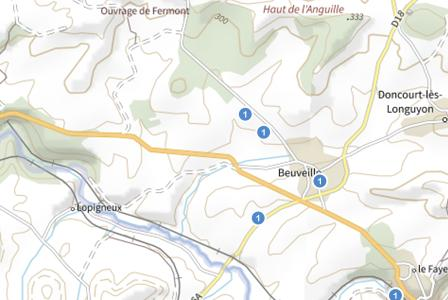 Ouvrage de Fermont
Haut de l'Anguille
300
.333
D18
Doncourt-lès-
Longuyon
1
1
Beuveille
1
Lopigneux
1
le Faye
1